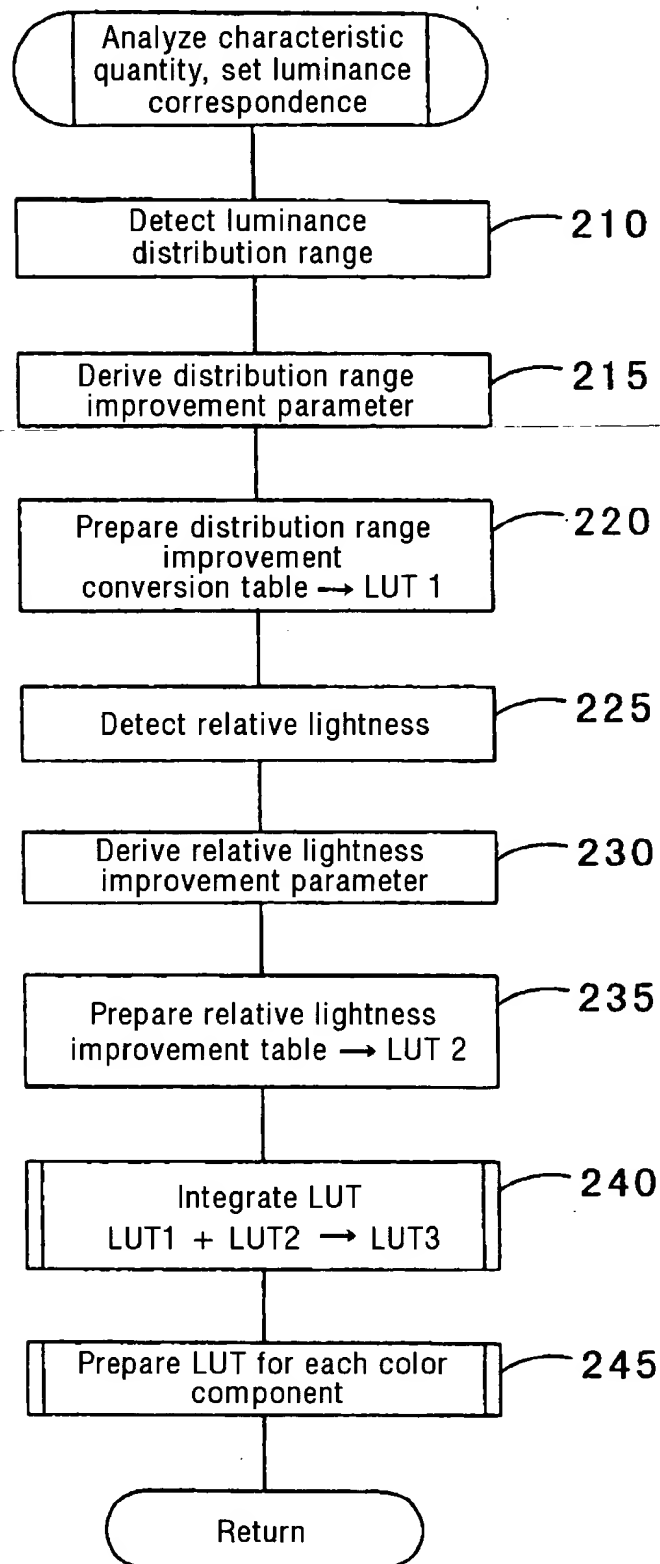 Analyze characteristic
quantity, set luminance
correspondence
Detect luminance
distribution range
210
Derive distribution range
improvement parameter
215
Prepare distribution range
improvement
conversion table → LUT 1
220
Detect relative lightness
225
Derive relative lightness
improvement parameter
230
Prepare relative lightness
improvement table → LUT 2
235
Integrate LUT
LUT1 + LUT2 → LUT3
240
Prepare LUT for each color
component
245
Return